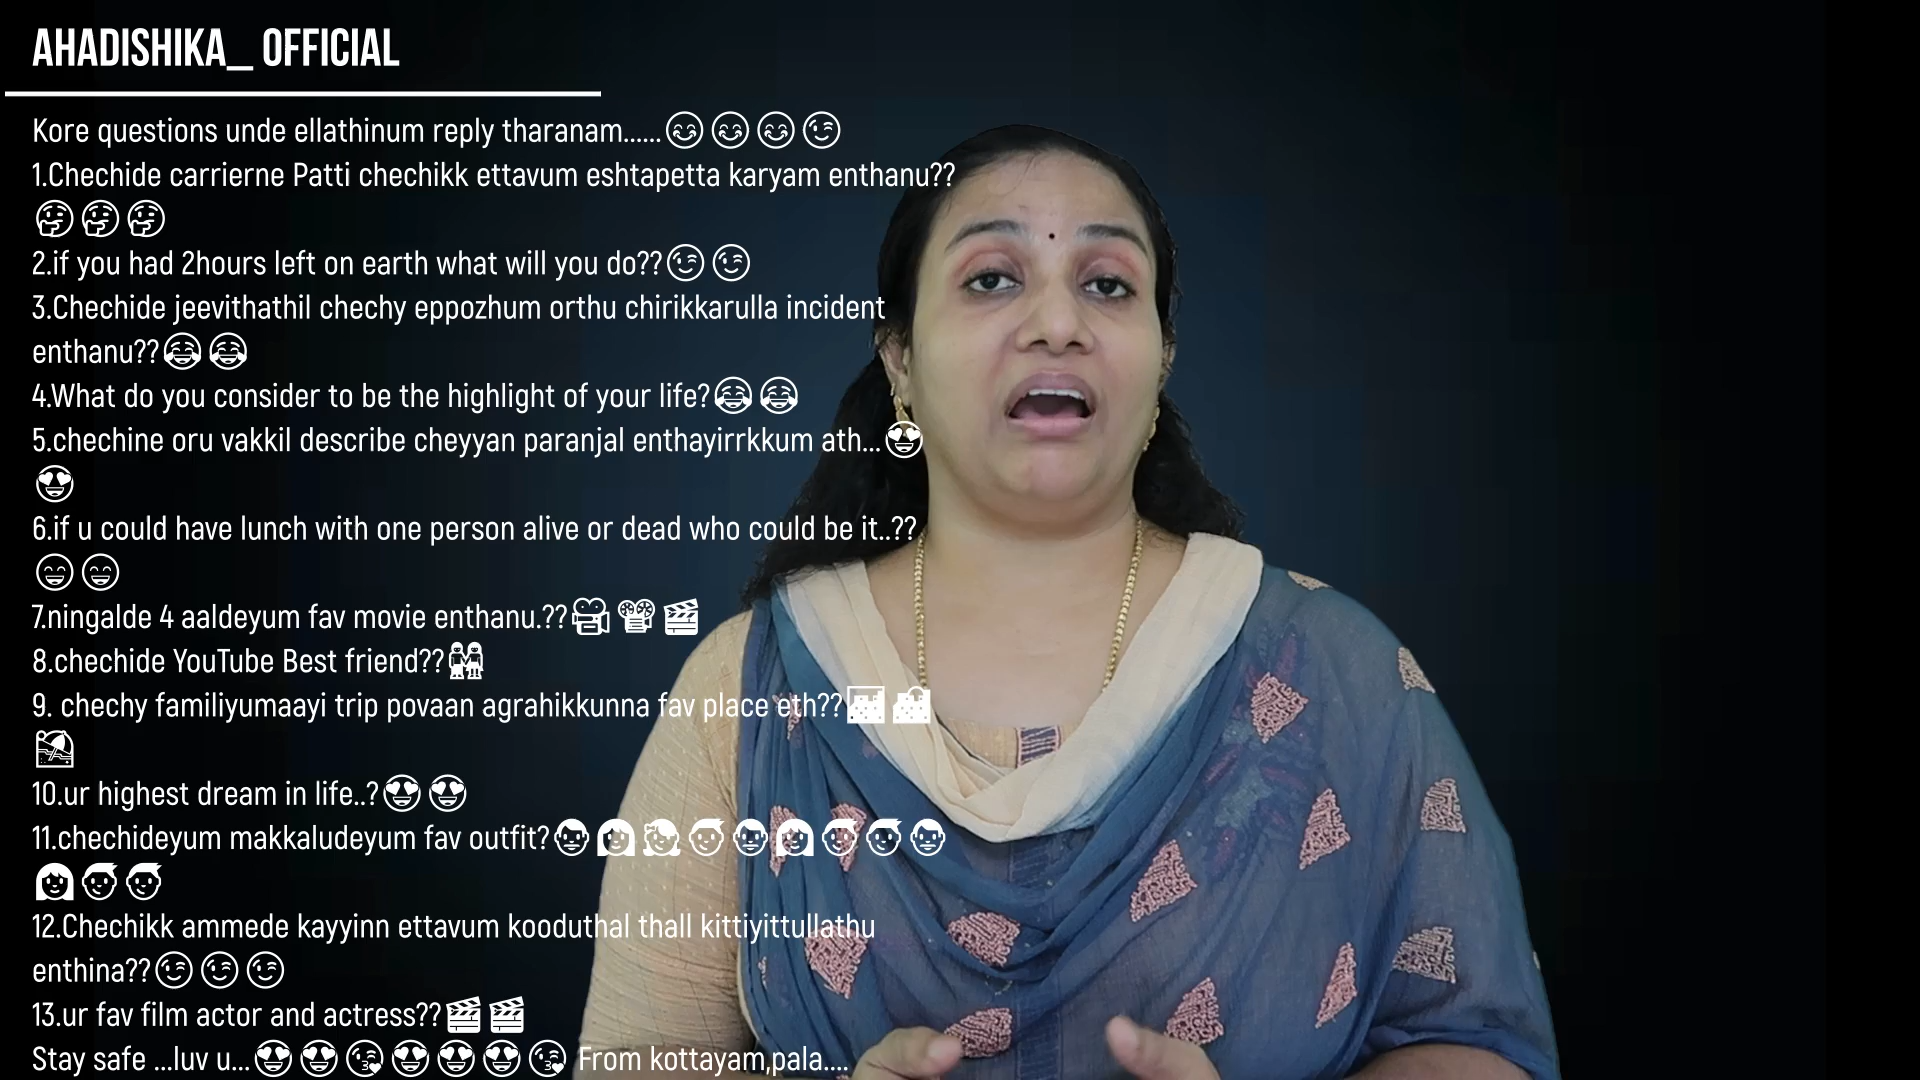 AHADISHIKA_ OFFICIAL
Kore questions unde ellathinum reply tharanam......😊😊😊😉
1.Chechide carrierne Patti chechikk ettavum eshtapetta karyam enthanu??
🤔🤔🤔
2.if you had 2hours left on earth what will you do??😉😉
3.Chechide jeevithathil chechy eppozhum orthu chirikkarulla incident
enthanu??😂😂
4.What do you consider to be the highlight of your life?😂😂
5.chechine oru vakkil describe cheyyan paranjal enthayirrkkum ath...😍
😍
6.if u could have lunch with one person alive or dead who could be it..??
😄😄
7.ningalde 4 aaldeyum fav movie enthanu.??🎥📽🎬
8.chechide YouTube Best friend??👭
9. chechy familiyumaayi trip povaan agrahikkunna fav place eth??
🏖
10.ur highest dream in life..?😍😍
11.chechideyum makkaludeyum fav outfit?👨👩👧👦👨👩👦👦👨
👩👦👦
12.Chechikk ammede kayyinn ettavum kooduthal thall kittiyittullathu
enthina??😉😉😉
13.ur fav film actor and actress??🎬🎬
Stay safe ...luv u...😍😍😘😍😍😍😘 From kottayam,pala....